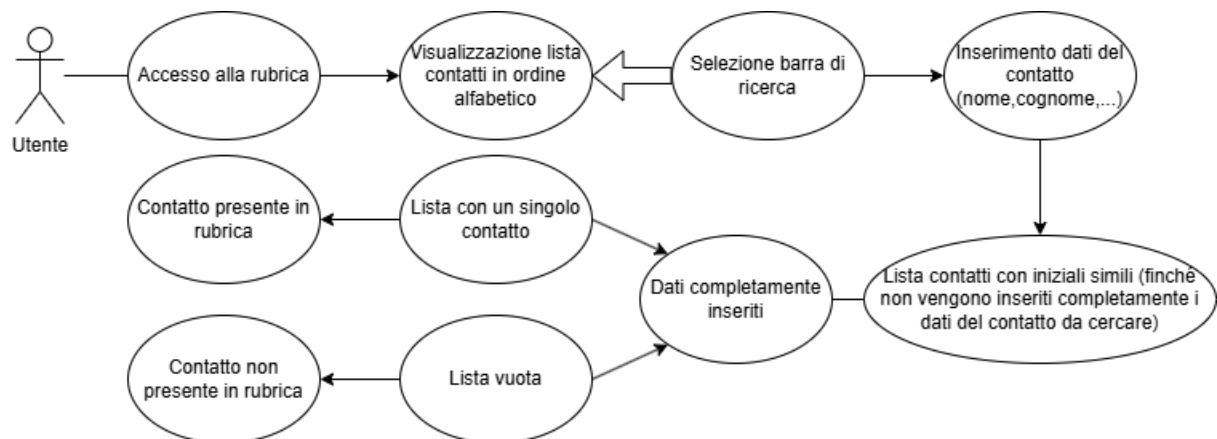 Utente
Accesso alla rubrica
Visualizzazione lista
contatti in ordine
alfabetico
Selezione barra di
ricerca
Inserimento dati del
contatto
(nome,cognome,...)
Contatto presente in
rubrica
Lista con un singolo
contatto
Dati completamente
inseriti
Lista contatti con iniziali simili (finché
non vengono inseriti completamente i
dati del contatto da cercare)
Contatto non
presente in rubrica
Lista vuota